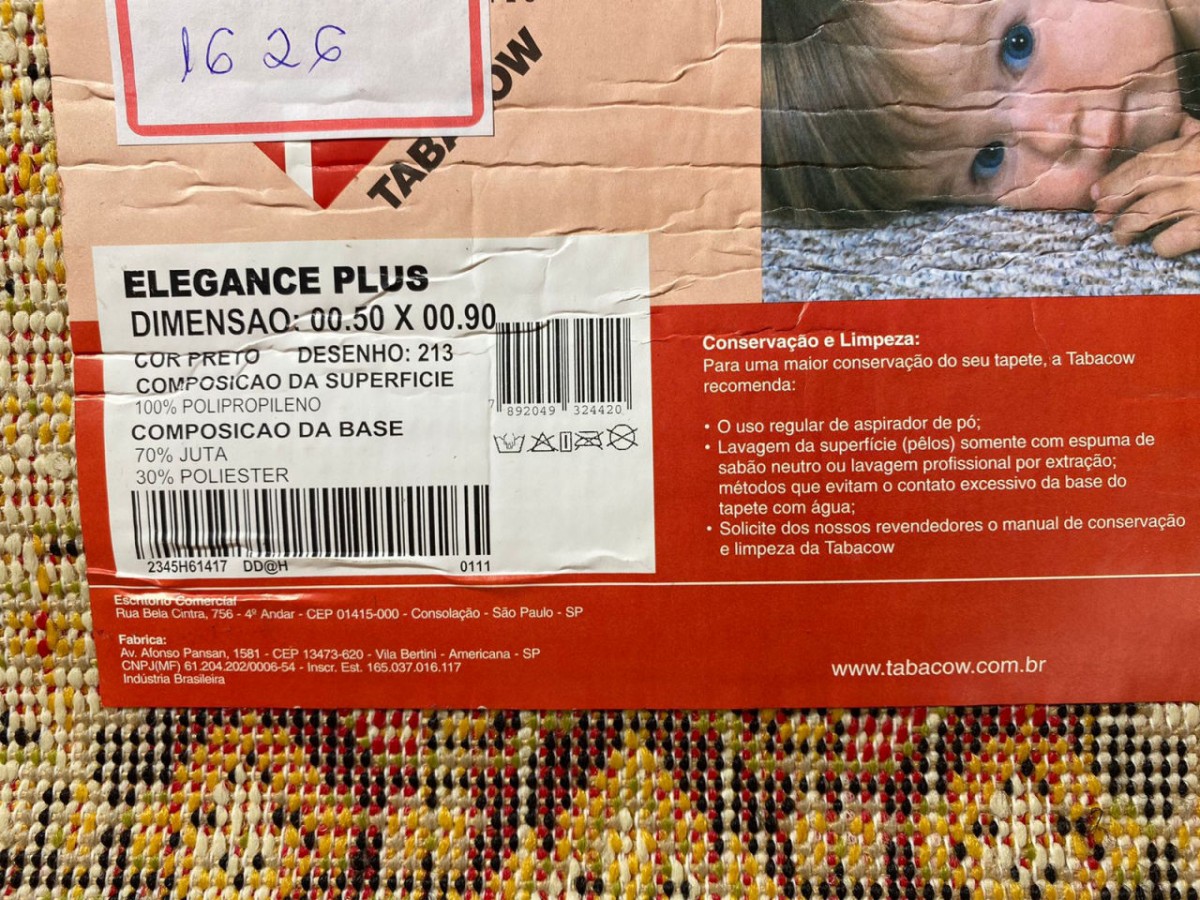 1626
TABACOW
ELEGANCE PLUS
DIMENSAO: 00.50 X 00.90
COR PRETO DESENHO: 213
COMPOSICAO DA SUPERFICIE
100% POLIPROPILENO
COMPOSICAO DA BASE
70% JUTA
30% POLIESTER
7 892049 324420
2345H61417 DD@H 0111
Conservação e Limpeza:
Para uma maior conservação do seu tapete, a Tabacow
recomenda:
• O uso regular de aspirador de pó;
• Lavagem da superfície (pêlos) somente com espuma de
sabão neutro ou lavagem profissional por extração;
métodos que evitam o contato excessivo da base do
tapete com água;
• Solicite dos nossos revendedores o manual de conservação
e limpeza da Tabacow
Escritório Comercial
Rua Bela Cintra, 756 - 4º Andar - CEP 01415-000 - Consolação - São Paulo - SP
Fabrica:
Av. Afonso Pansan, 1581 - CEP 13473-620 - Vila Bertini - Americana - SP
CNPJ(MF) 61.204.202/0006-54 - Inscr. Est. 165.037.016.117
Indústria Brasileira
www.tabacow.com.br